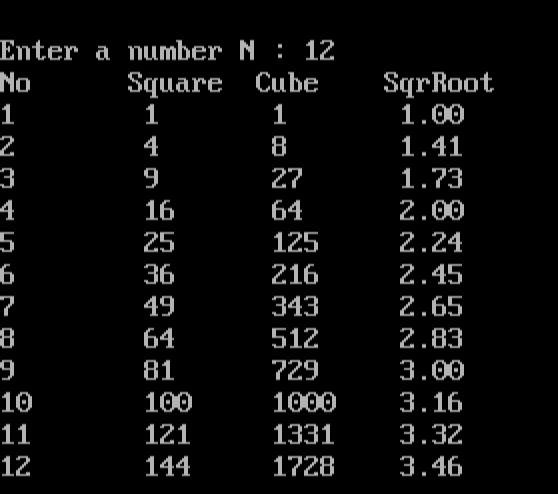 Enter a number N : 12
No Square Cube SqrRoot
1 1 1 1.00
2 4 8 1.41
3 9 27 1.73
4 16 64 2.00
5 25 125 2.24
6 36 216 2.45
7 49 343 2.65
8 64 512 2.83
9 81 729 3.00
10 100 1000 3.16
11 121 1331 3.32
12 144 1728 3.46